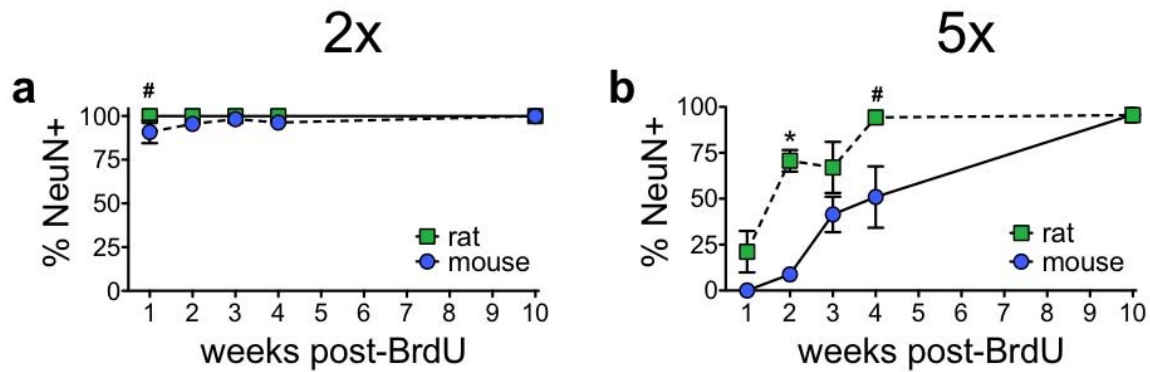 2x
5x
a
#
% NeuN+
100
75
50
25
0
rat
mouse
1 2 3 4 5 6 7 8 9 10
weeks post-BrdU
b
#
*
% NeuN+
100
75
50
25
0
rat
mouse
1 2 3 4 5 6 7 8 9 10
weeks post-BrdU